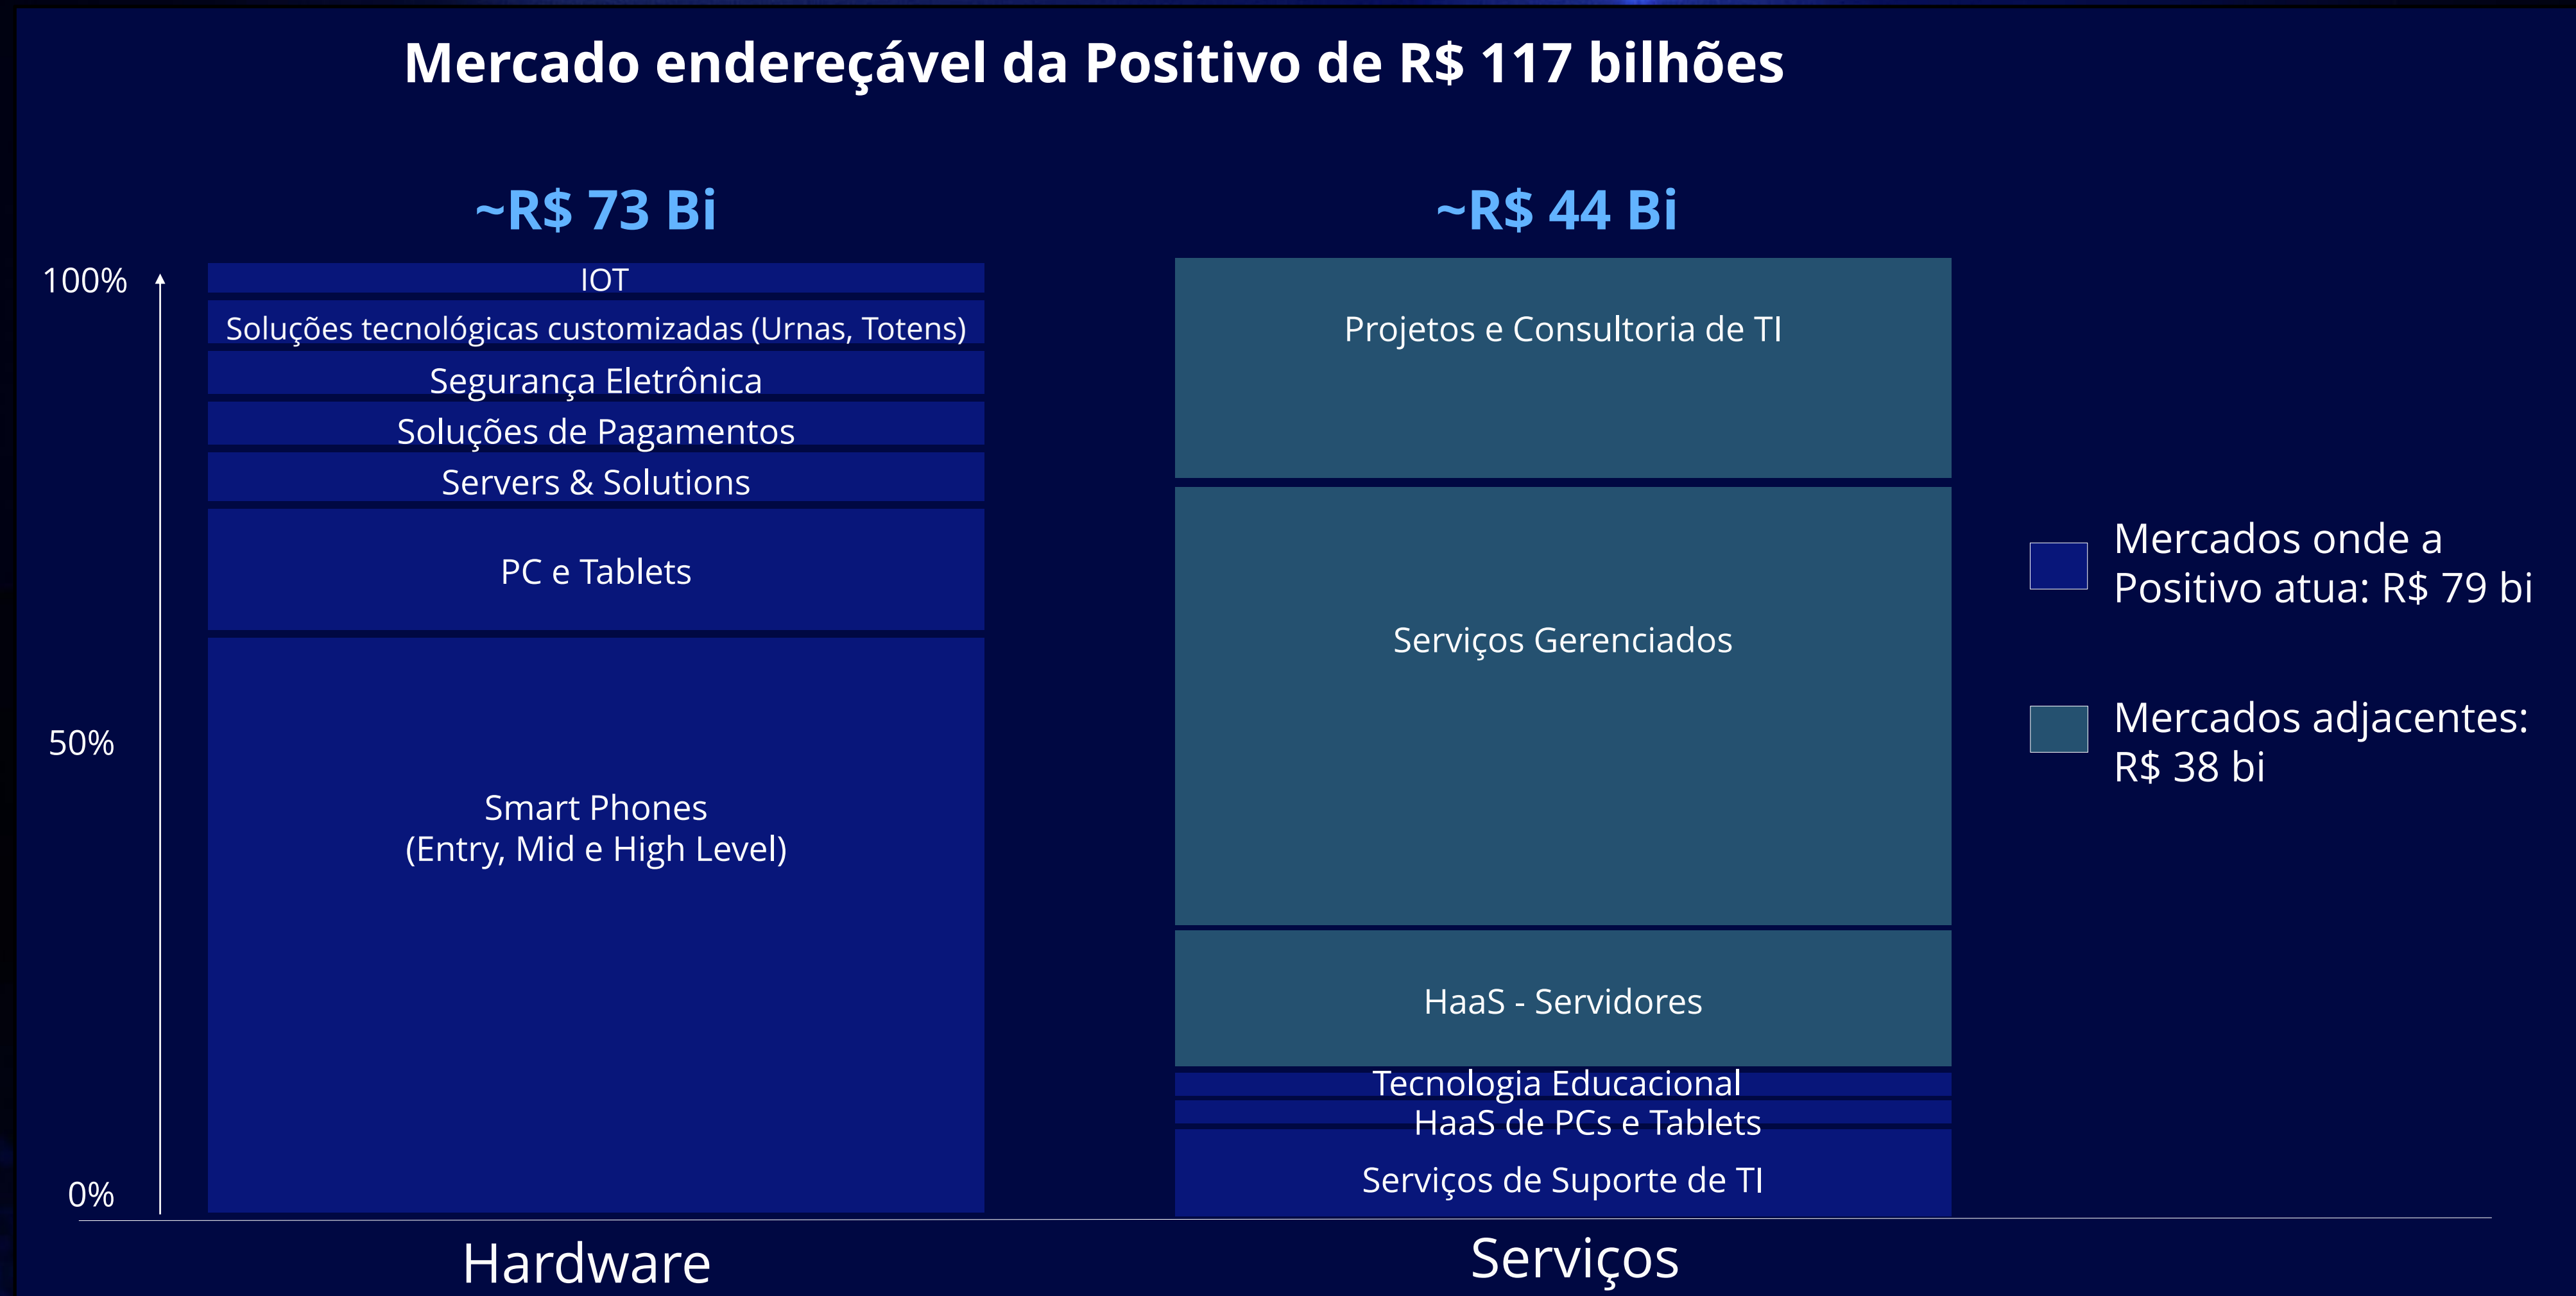 Mercado endereçável da Positivo de R$ 117 bilhões
~R$ 73 Bi
~R$ 44 Bi
100%
50%
0%
IOT
Soluções tecnológicas customizadas (Urnas, Totens)
Segurança Eletrônica
Soluções de Pagamentos
Servers & Solutions
PC e Tablets
Smart Phones
(Entry, Mid e High Level)
Projetos e Consultoria de TI
Serviços Gerenciados
HaaS - Servidores
Tecnologia Educacional
HaaS de PCs e Tablets
Serviços de Suporte de TI
Mercados onde a
Positivo atua: R$ 79 bi
Mercados adjacentes:
R$ 38 bi
Hardware
Serviços